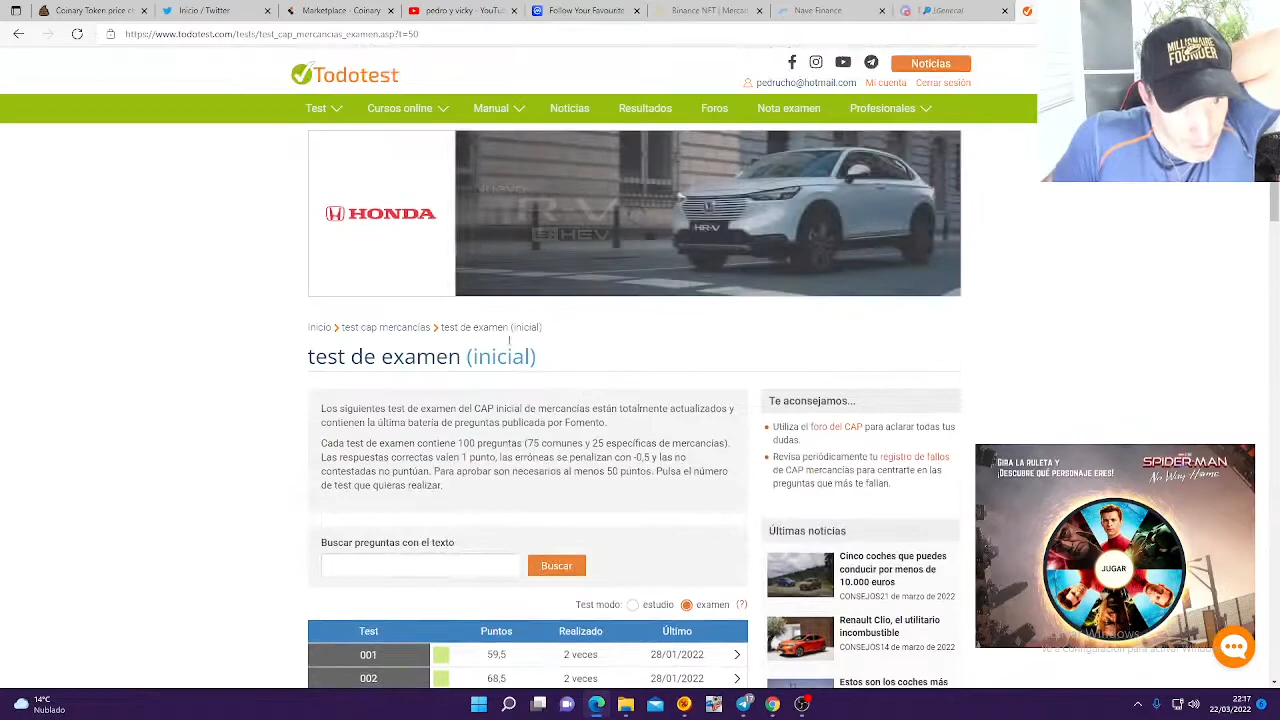 Coinary Token price,
Inicio / Twitter
Marketplace - Coinary
pedro y vicky - YouTub
Follow Your Favourite
Binance NFT | Market
Nave Finance
General
https://www.todotest.com/tests/test_cap_mercancias_examen.asp?t=50
Todotest
Noticias
pedrucho@hotmail.com Mi cuenta Cerrar sesión
Test Cursos online Manual Noticias Resultados Foros Nota examen Profesionales
MILLIONAIRE
FOUNDER
NUEVO
HR-V
E:HEV
HONDA
HR-V
Inicio > test cap mercancías > test de examen (inicial)
test de examen (inicial)
Los siguientes test de examen del CAP inicial de mercancías están totalmente actualizados y
contienen la última batería de preguntas publicada por Fomento.
Cada test de examen contiene 100 preguntas (75 comunes y 25 específicas de mercancías).
Las respuestas correctas valen 1 punto, las erróneas se penalizan con -0,5 y las no
contestadas no puntúan. Para aprobar son necesarios al menos 50 puntos. Pulsa el número
de test que quieras realizar.
Buscar preguntas con el texto
Buscar
Test modo: estudio examen (?)
Test Puntos Realizado Último
001 59,5 2 veces 28/01/2022
002 68,5 2 veces 28/01/2022
Te aconsejamos...
Utiliza el foro del CAP para aclarar todas tus
dudas.
Revisa periódicamente tu registro de fallos
de CAP mercancías para centrarte en las
preguntas que más te fallan.
Últimas noticias
Cinco coches que puedes
conducir por menos de
10.000 euros
CONSEJOS21 de marzo de 2022
Renault Clio, el utilitario
incombustible
CONSEJOS14 de marzo de 2022
Estos son los coches más
GIRA LA RULETA Y
¡DESCUBRE QUÉ PERSONAJE ERES!
SPIDER-MAN
NO WAY HOME
JUGAR
14°C
Nublado
17
22:17
22/03/2022